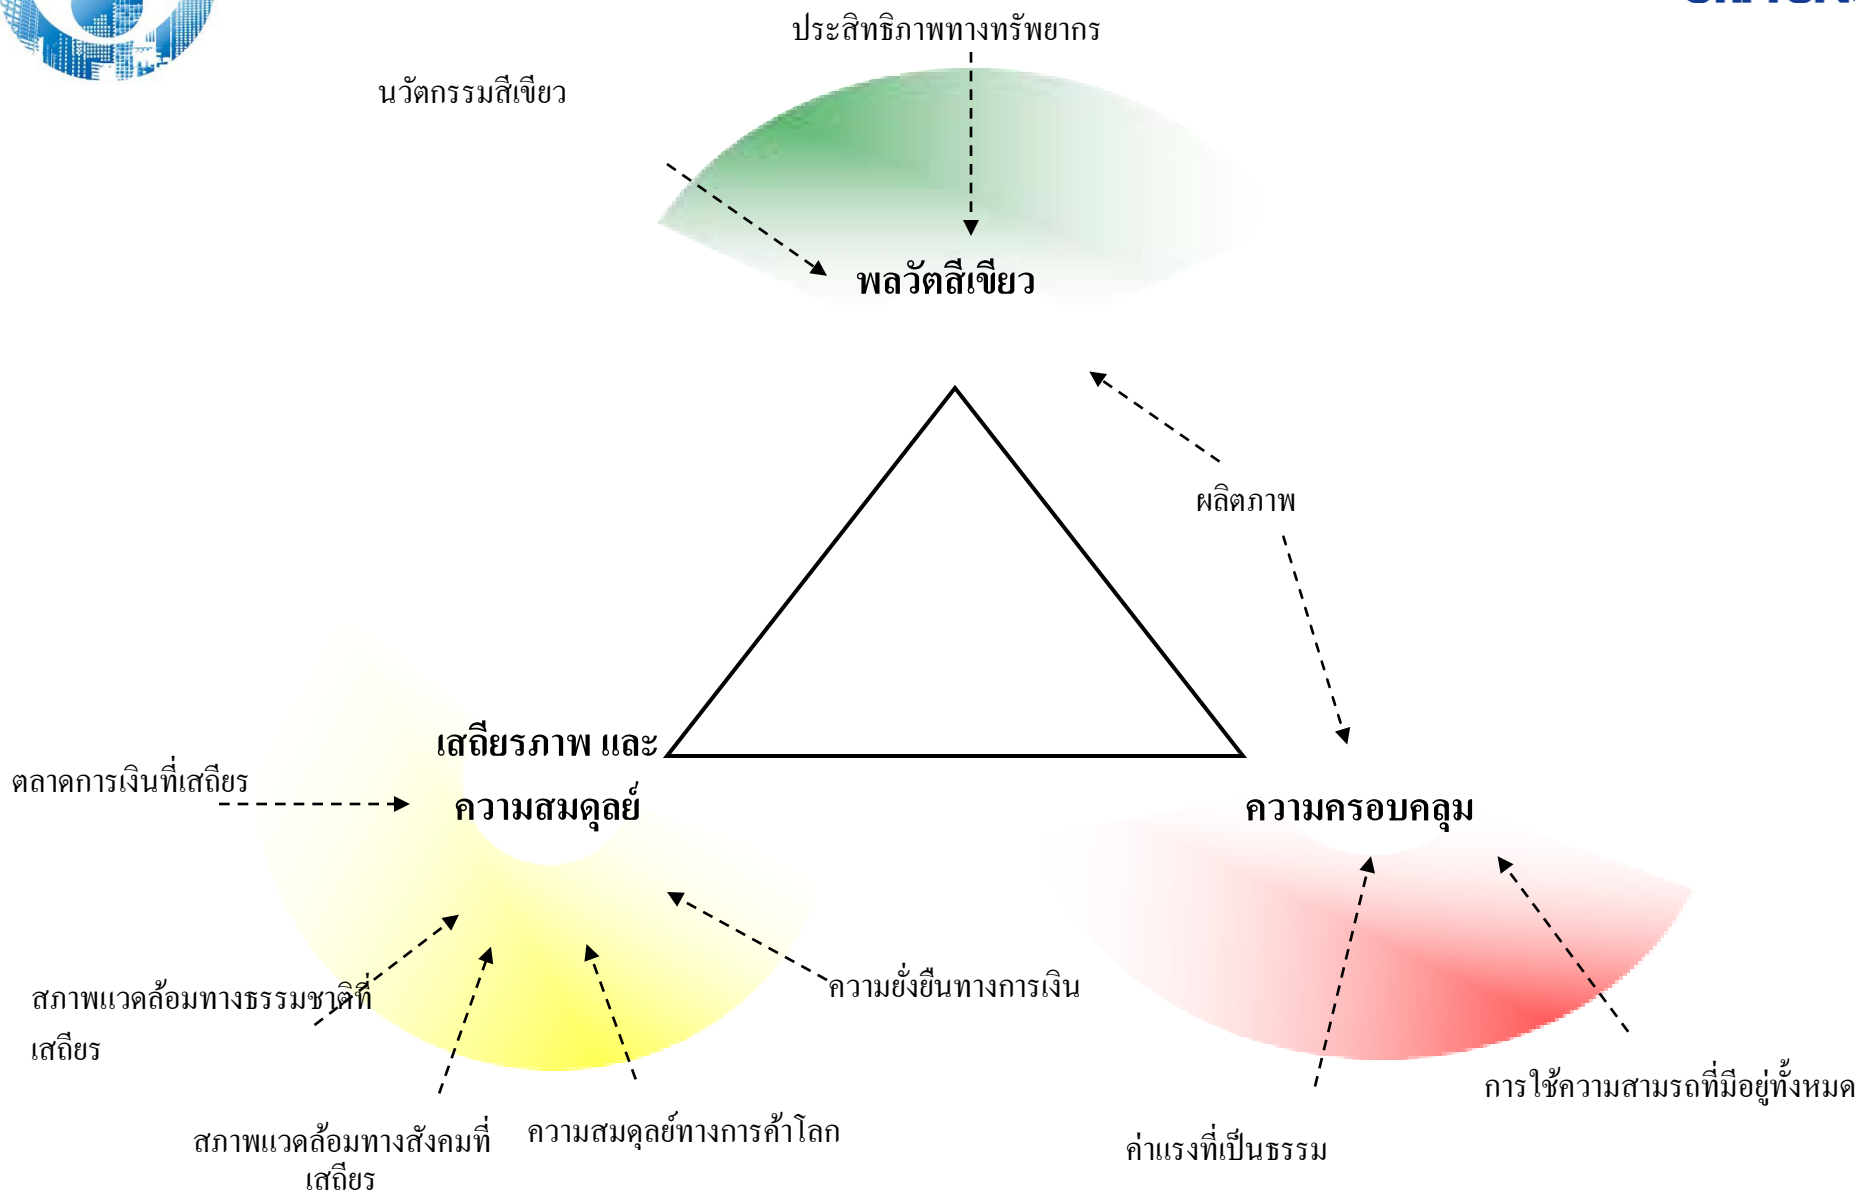 ประสิทธิภาพทางทรัพยากร
นวัตกรรมสีเขียว
พลวัตสีเขียว
ผลิตภาพ
เสถียรภาพ และ
ความสมดุลย์
ตลาดการเงินที่เสถียร
ความครอบคลุม
ความยั่งยืนทางการเงิน
สภาพแวดล้อมทางธรรมชาติที่
เสถียร
การใช้ความสามรถที่มีอยู่ทั้งหมด
ความสมดุลย์ทางการค้าโลก
สภาพแวดล้อมทางสังคมที่
เสถียร
ค่าแรงที่เป็นธรรม